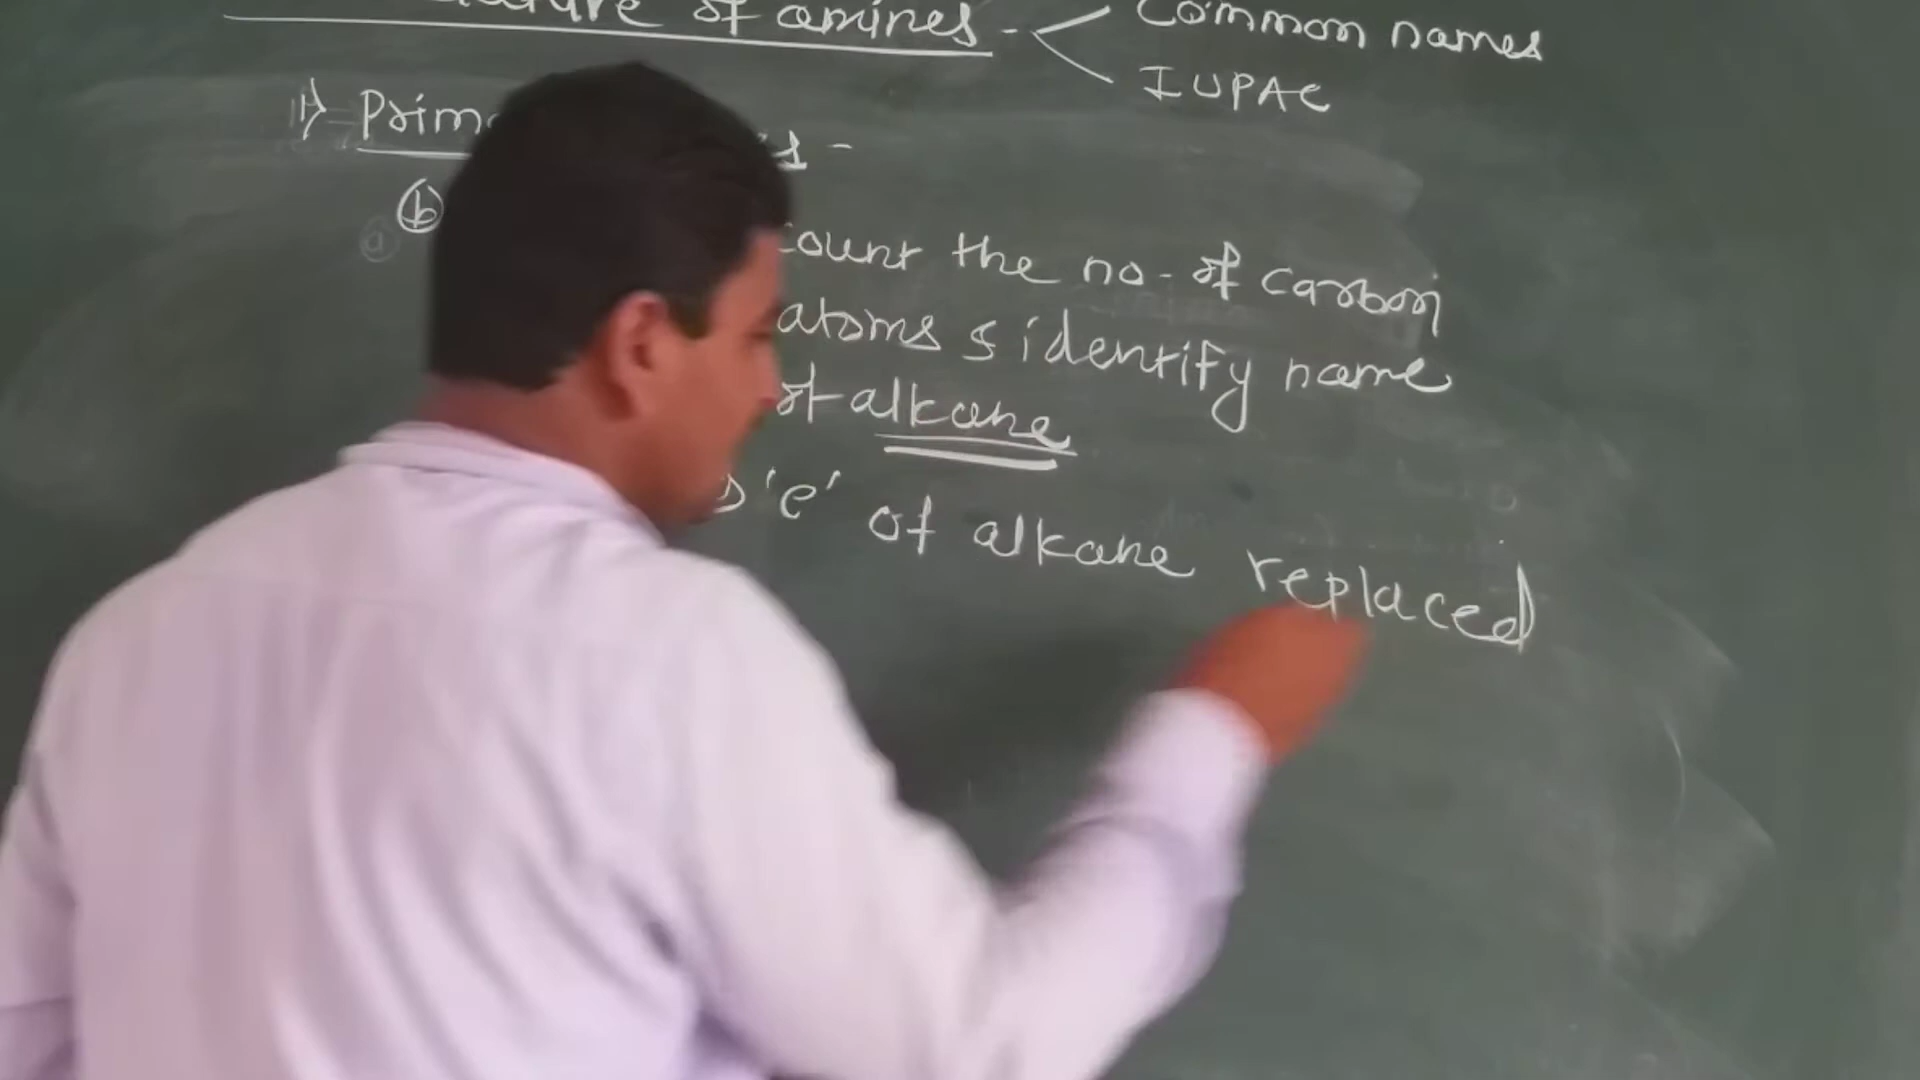 of amines - Common names
IUPAC
1) Prim
(b)
count the no. of carbon
atoms & identify name
of alkane
'e' of alkane replaced